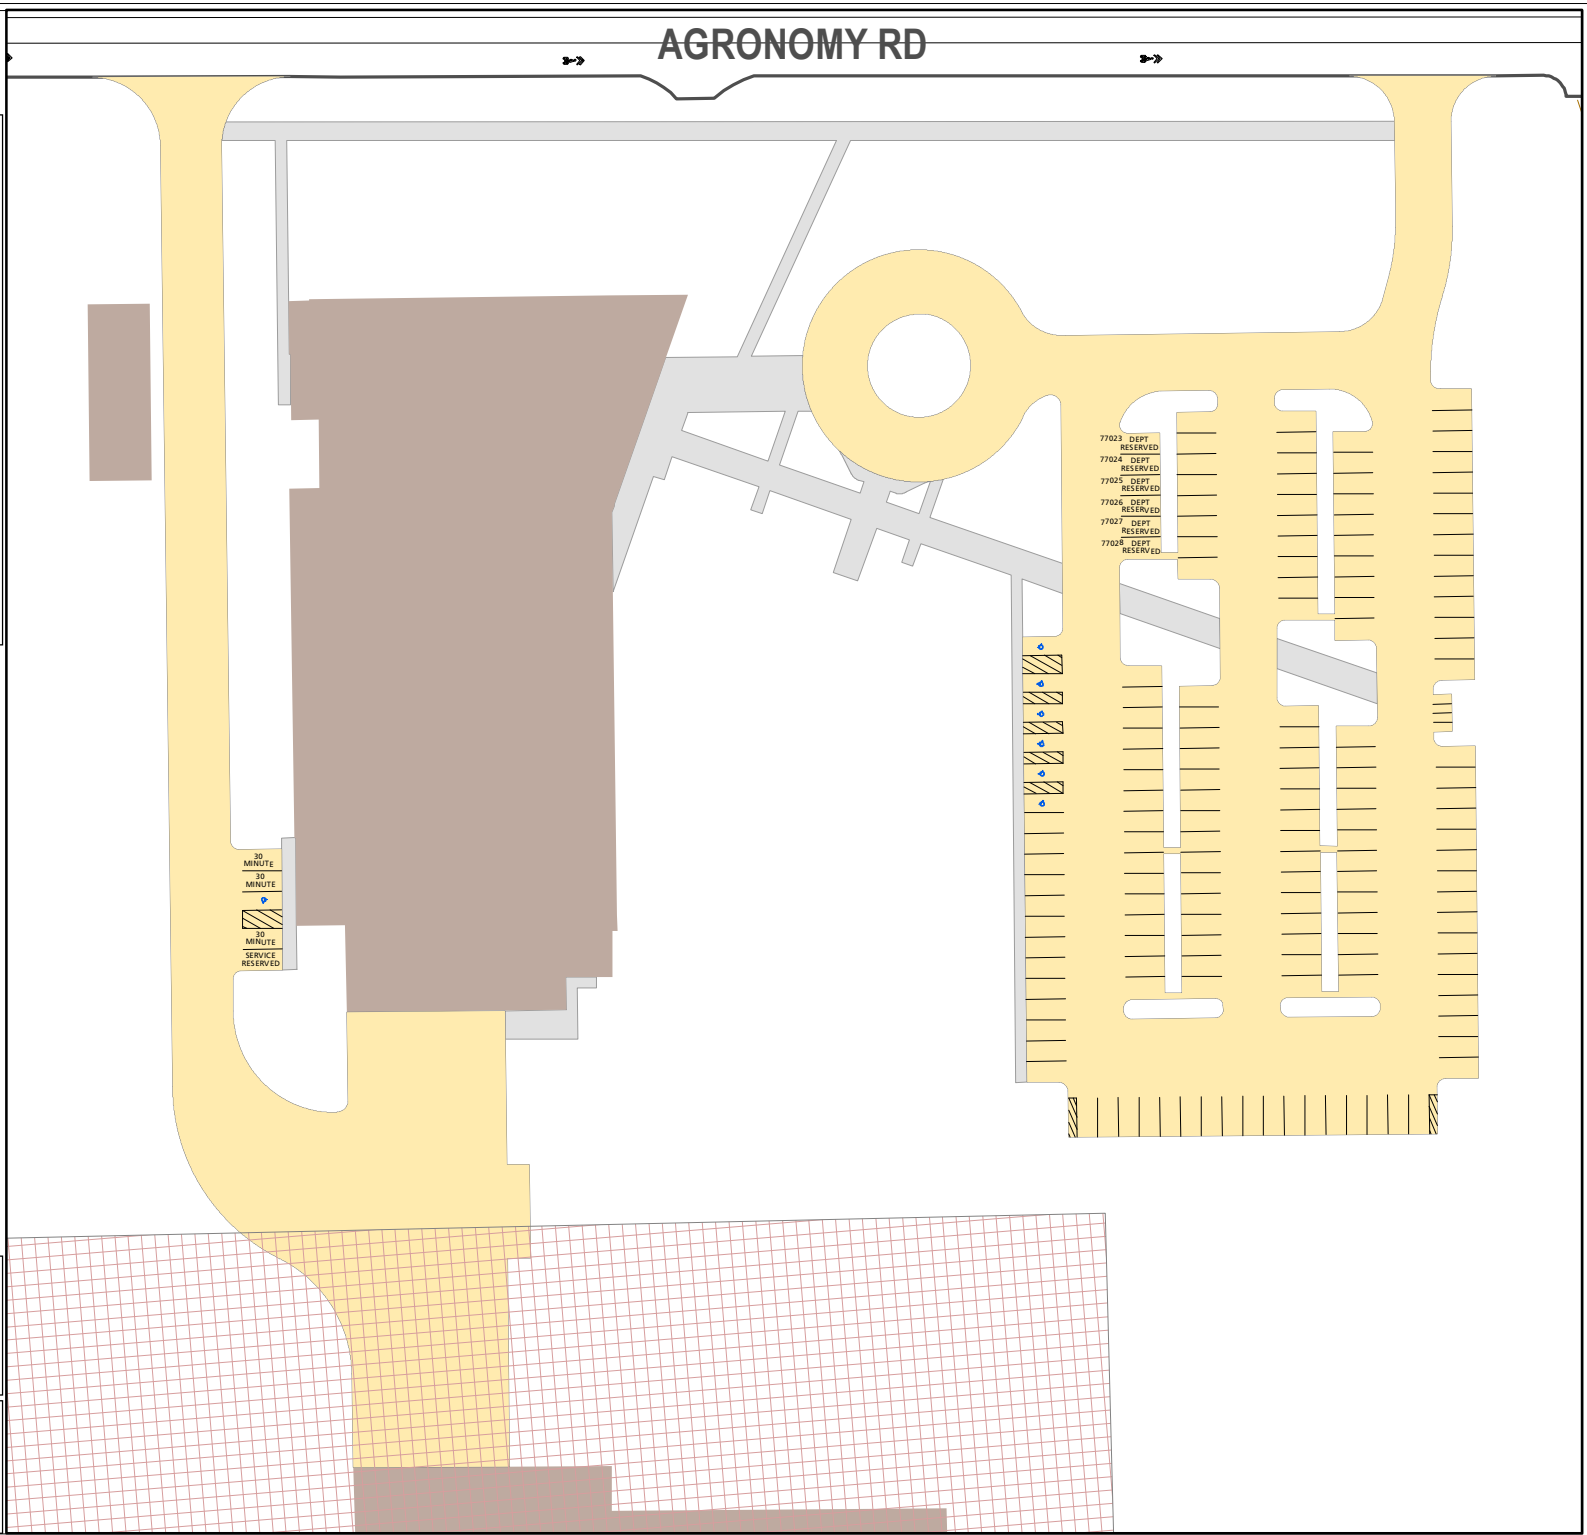 AGRONOMY RD
77023 DEPT
RESERVED
77024 DEPT
RESERVED
77025 DEPT
RESERVED
77026 DEPT
RESERVED
77027 DEPT
RESERVED
77028 DEPT
RESERVED
30
MINUTE
30
MINUTE
30
MINUTE
SERVICE
RESERVED